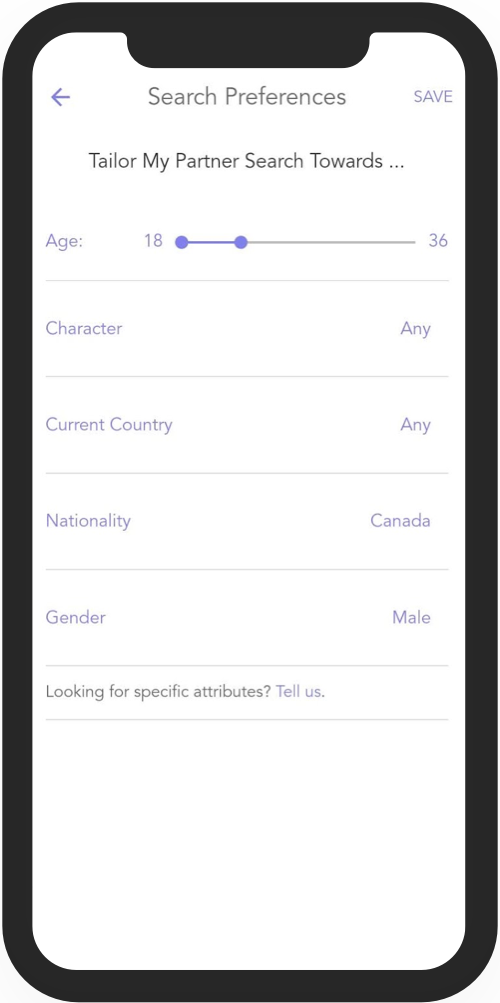 Search Preferences SAVE
Tailor My Partner Search Towards ...
Age: 18 36
Character Any
Current Country Any
Nationality Canada
Gender Male
Looking for specific attributes? Tell us.